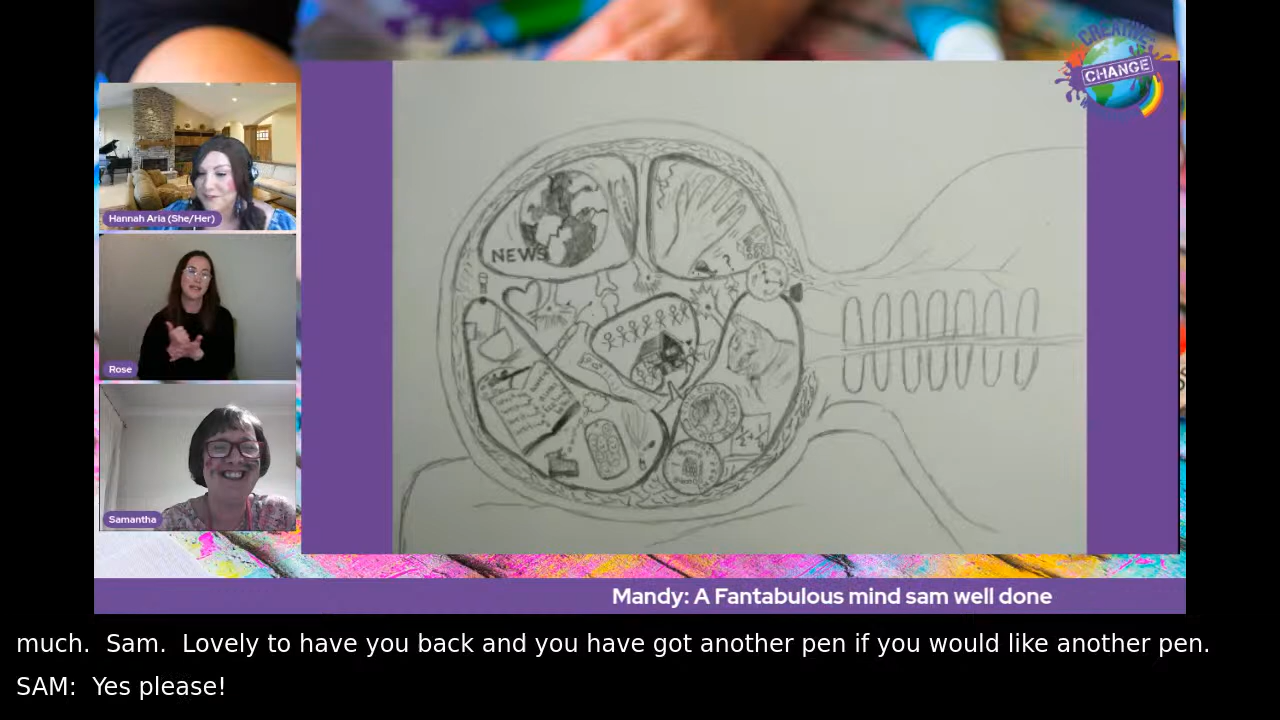 CREATIVE
CHANGE
Hannah Aria (She/Her)
Rose
Samantha
NEWS
?
Mandy: A Fantabulous mind sam well done
much.  Sam.  Lovely to have you back and you have got another pen if you would like another pen.
SAM:  Yes please!